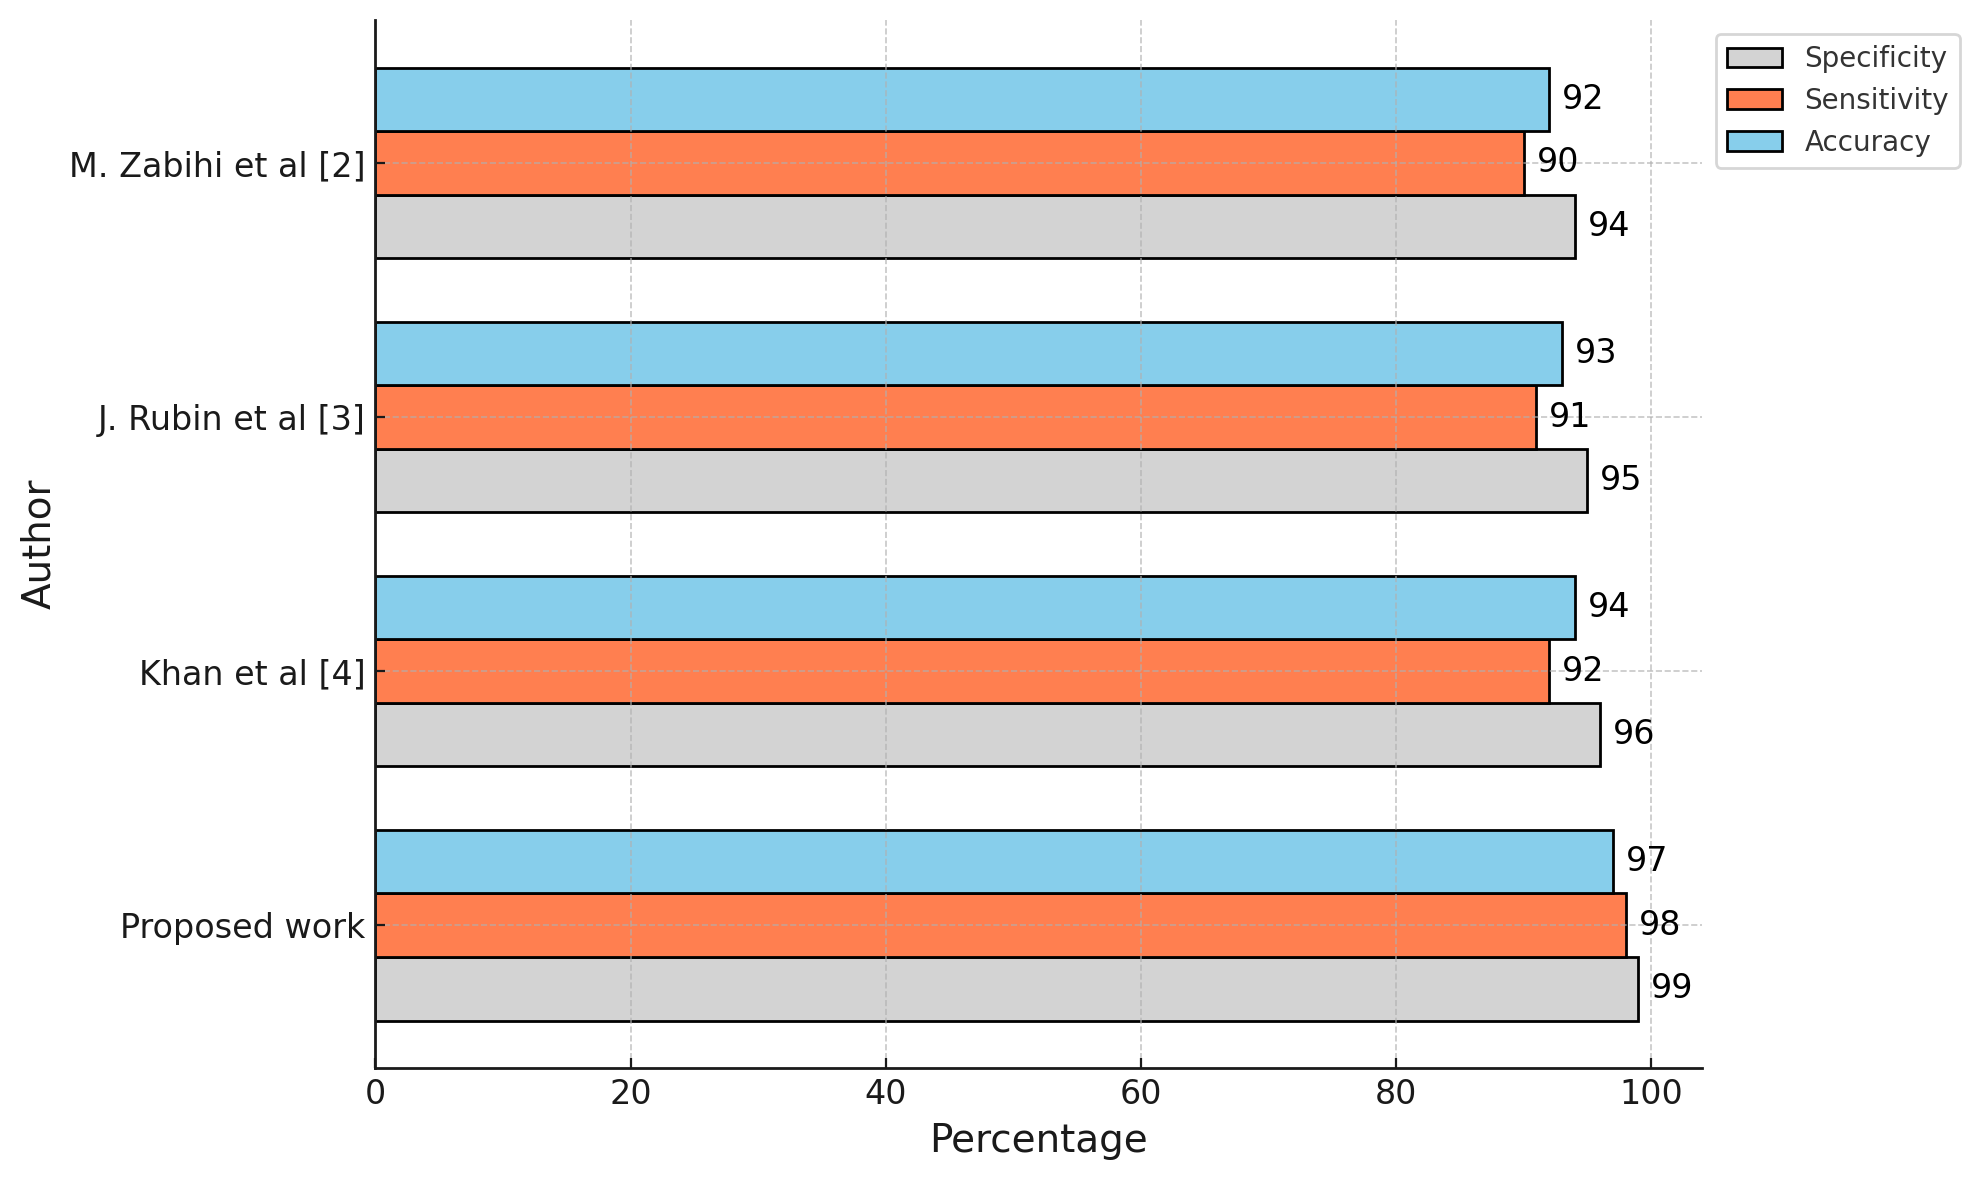 Specificity
Sensitivity
Accuracy
M. Zabihi et al [2]
92
90
94
J. Rubin et al [3]
93
91
95
Khan et al [4]
94
92
96
Proposed work
97
98
99
Author
0 20 40 60 80 100
Percentage